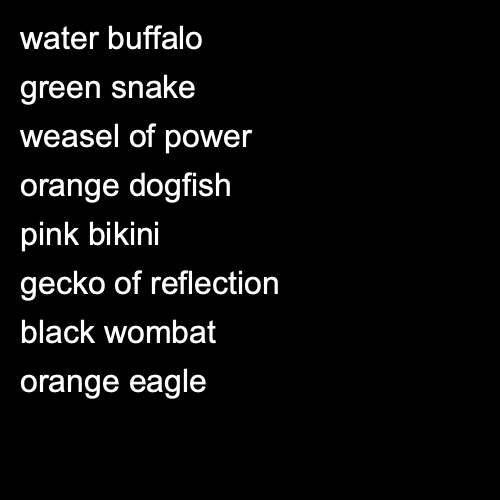 water buffalo
green snake
weasel of power
orange dogfish
pink bikini
gecko of reflection
black wombat
orange eagle